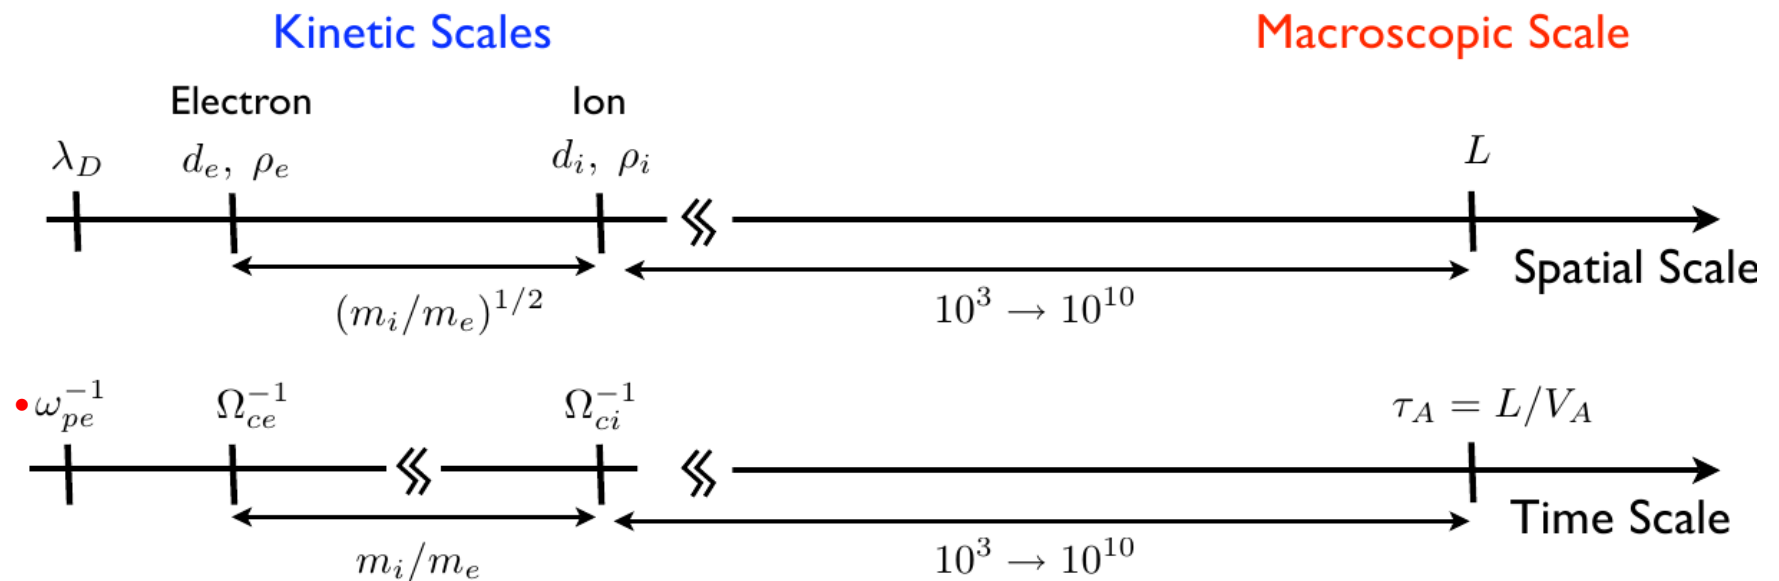 Kinetic Scales Macroscopic Scale
Electron Ion
λ_D d_e, ρ_e d_i, ρ_i L
Spatial Scale
(m_i/m_e)^{1/2} 10^3 → 10^{10}
ω_{pe}^{-1} Ω_{ce}^{-1} Ω_{ci}^{-1} τ_A = L/V_A
Time Scale
m_i/m_e 10^3 → 10^{10}